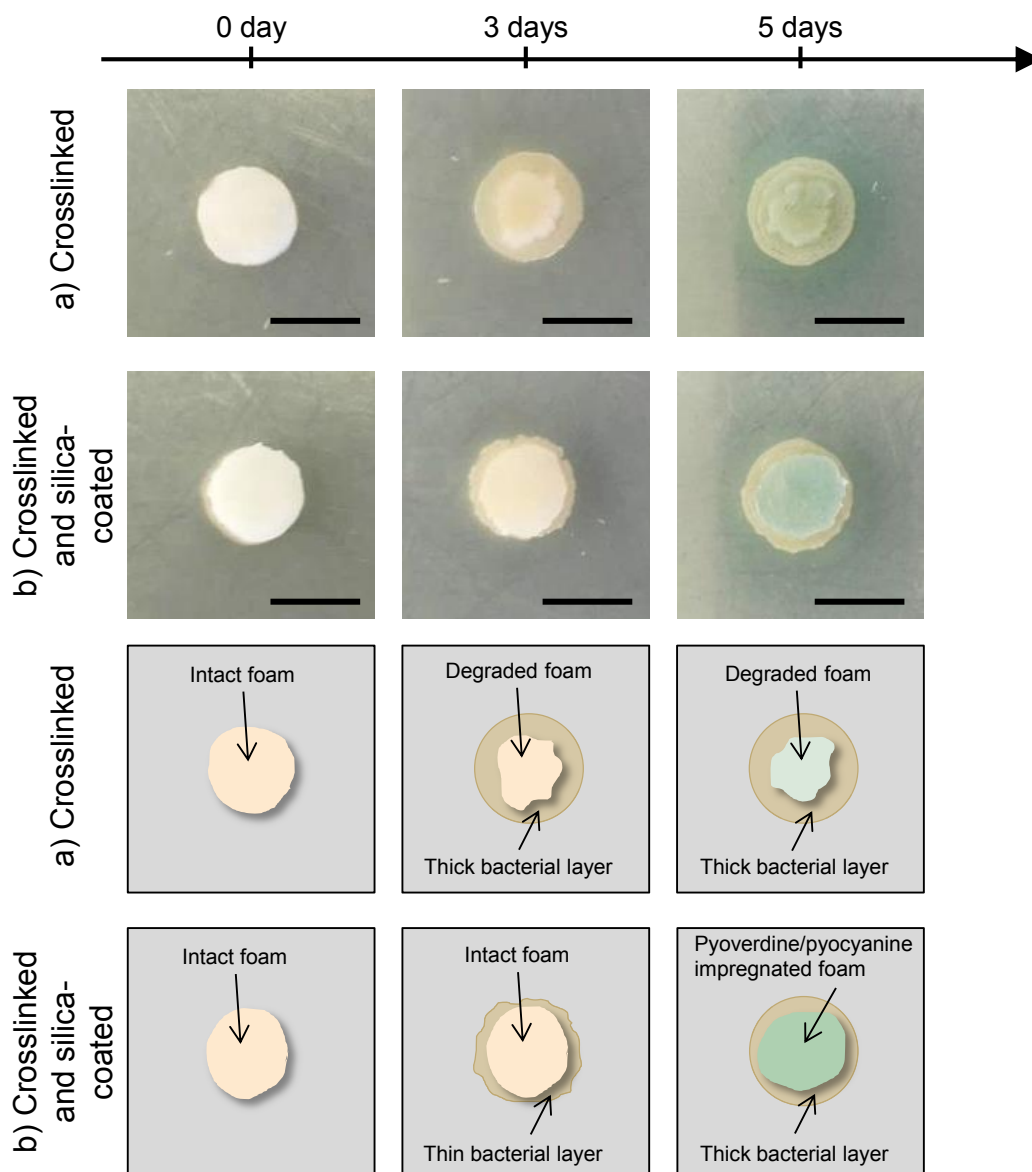 0 day
3 days
5 days
a) Crosslinked
b) Crosslinked
and silica-
coated
a) Crosslinked
Intact foam
Degraded foam
Thick bacterial layer
Degraded foam
Thick bacterial layer
b) Crosslinked
and silica-
coated
Intact foam
Intact foam
Thin bacterial layer
Pyoverdine/pyocyanine
impregnated foam
Thick bacterial layer